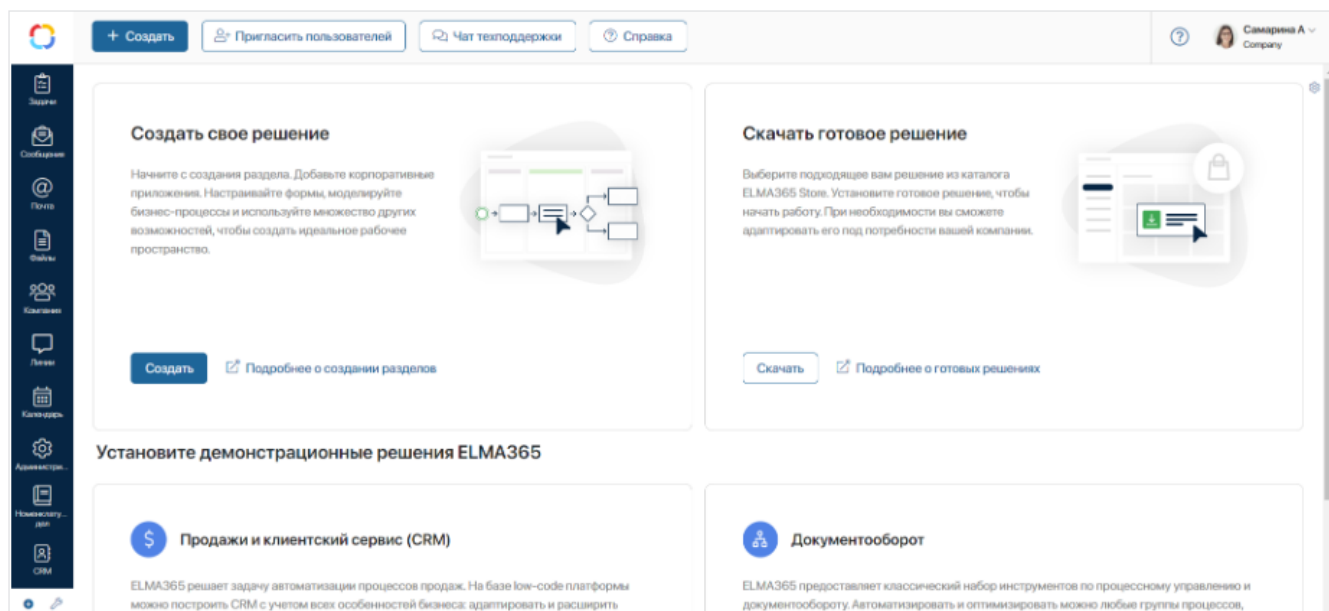 + Создать
Пригласить пользователей
Чат техподдержки
Справка
Самарина А
Company
Задачи
Сообщения
Почта
Файлы
Компания
Линии
Календарь
Администри...
Номенклату...
дел
CRM
Создать свое решение
Начните с создания раздела. Добавьте корпоративные
приложения. Настраивайте формы, моделируйте
бизнес-процессы и используйте множество других
возможностей, чтобы создать идеальное рабочее
пространство.
Создать
Подробнее о создании разделов
Скачать готовое решение
Выберите подходящее вам решение из каталога
ELMA365 Store. Установите готовое решение, чтобы
начать работу. При необходимости вы сможете
адаптировать его под потребности вашей компании.
Скачать
Подробнее о готовых решениях
Установите демонстрационные решения ELMA365
Продажи и клиентский сервис (CRM)
ELMA365 решает задачу автоматизации процессов продаж. На базе low-code платформы
можно построить CRM с учетом всех особенностей бизнеса: адаптировать и расширить
Документооборот
ELMA365 предоставляет классический набор инструментов по процессному управлению и
документообороту. Автоматизировать и оптимизировать можно любые группы процессов,